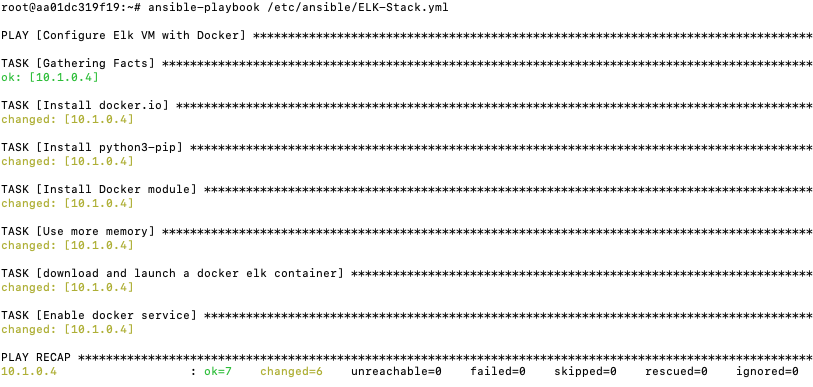 root@aa01dc319f19:~# ansible-playbook /etc/ansible/ELK-Stack.yml
PLAY [Configure Elk VM with Docker] ********************************************************************************
TASK [Gathering Facts] *********************************************************************************************
ok: [10.1.0.4]
TASK [Install docker.io] *******************************************************************************************
changed: [10.1.0.4]
TASK [Install python3-pip] *****************************************************************************************
changed: [10.1.0.4]
TASK [Install Docker module] ***************************************************************************************
changed: [10.1.0.4]
TASK [Use more memory] *********************************************************************************************
changed: [10.1.0.4]
TASK [download and launch a docker elk container] ******************************************************************
changed: [10.1.0.4]
TASK [Enable docker service] ***************************************************************************************
changed: [10.1.0.4]
PLAY RECAP *********************************************************************************************************
10.1.0.4                   : ok=7    changed=6    unreachable=0    failed=0    skipped=0    rescued=0    ignored=0